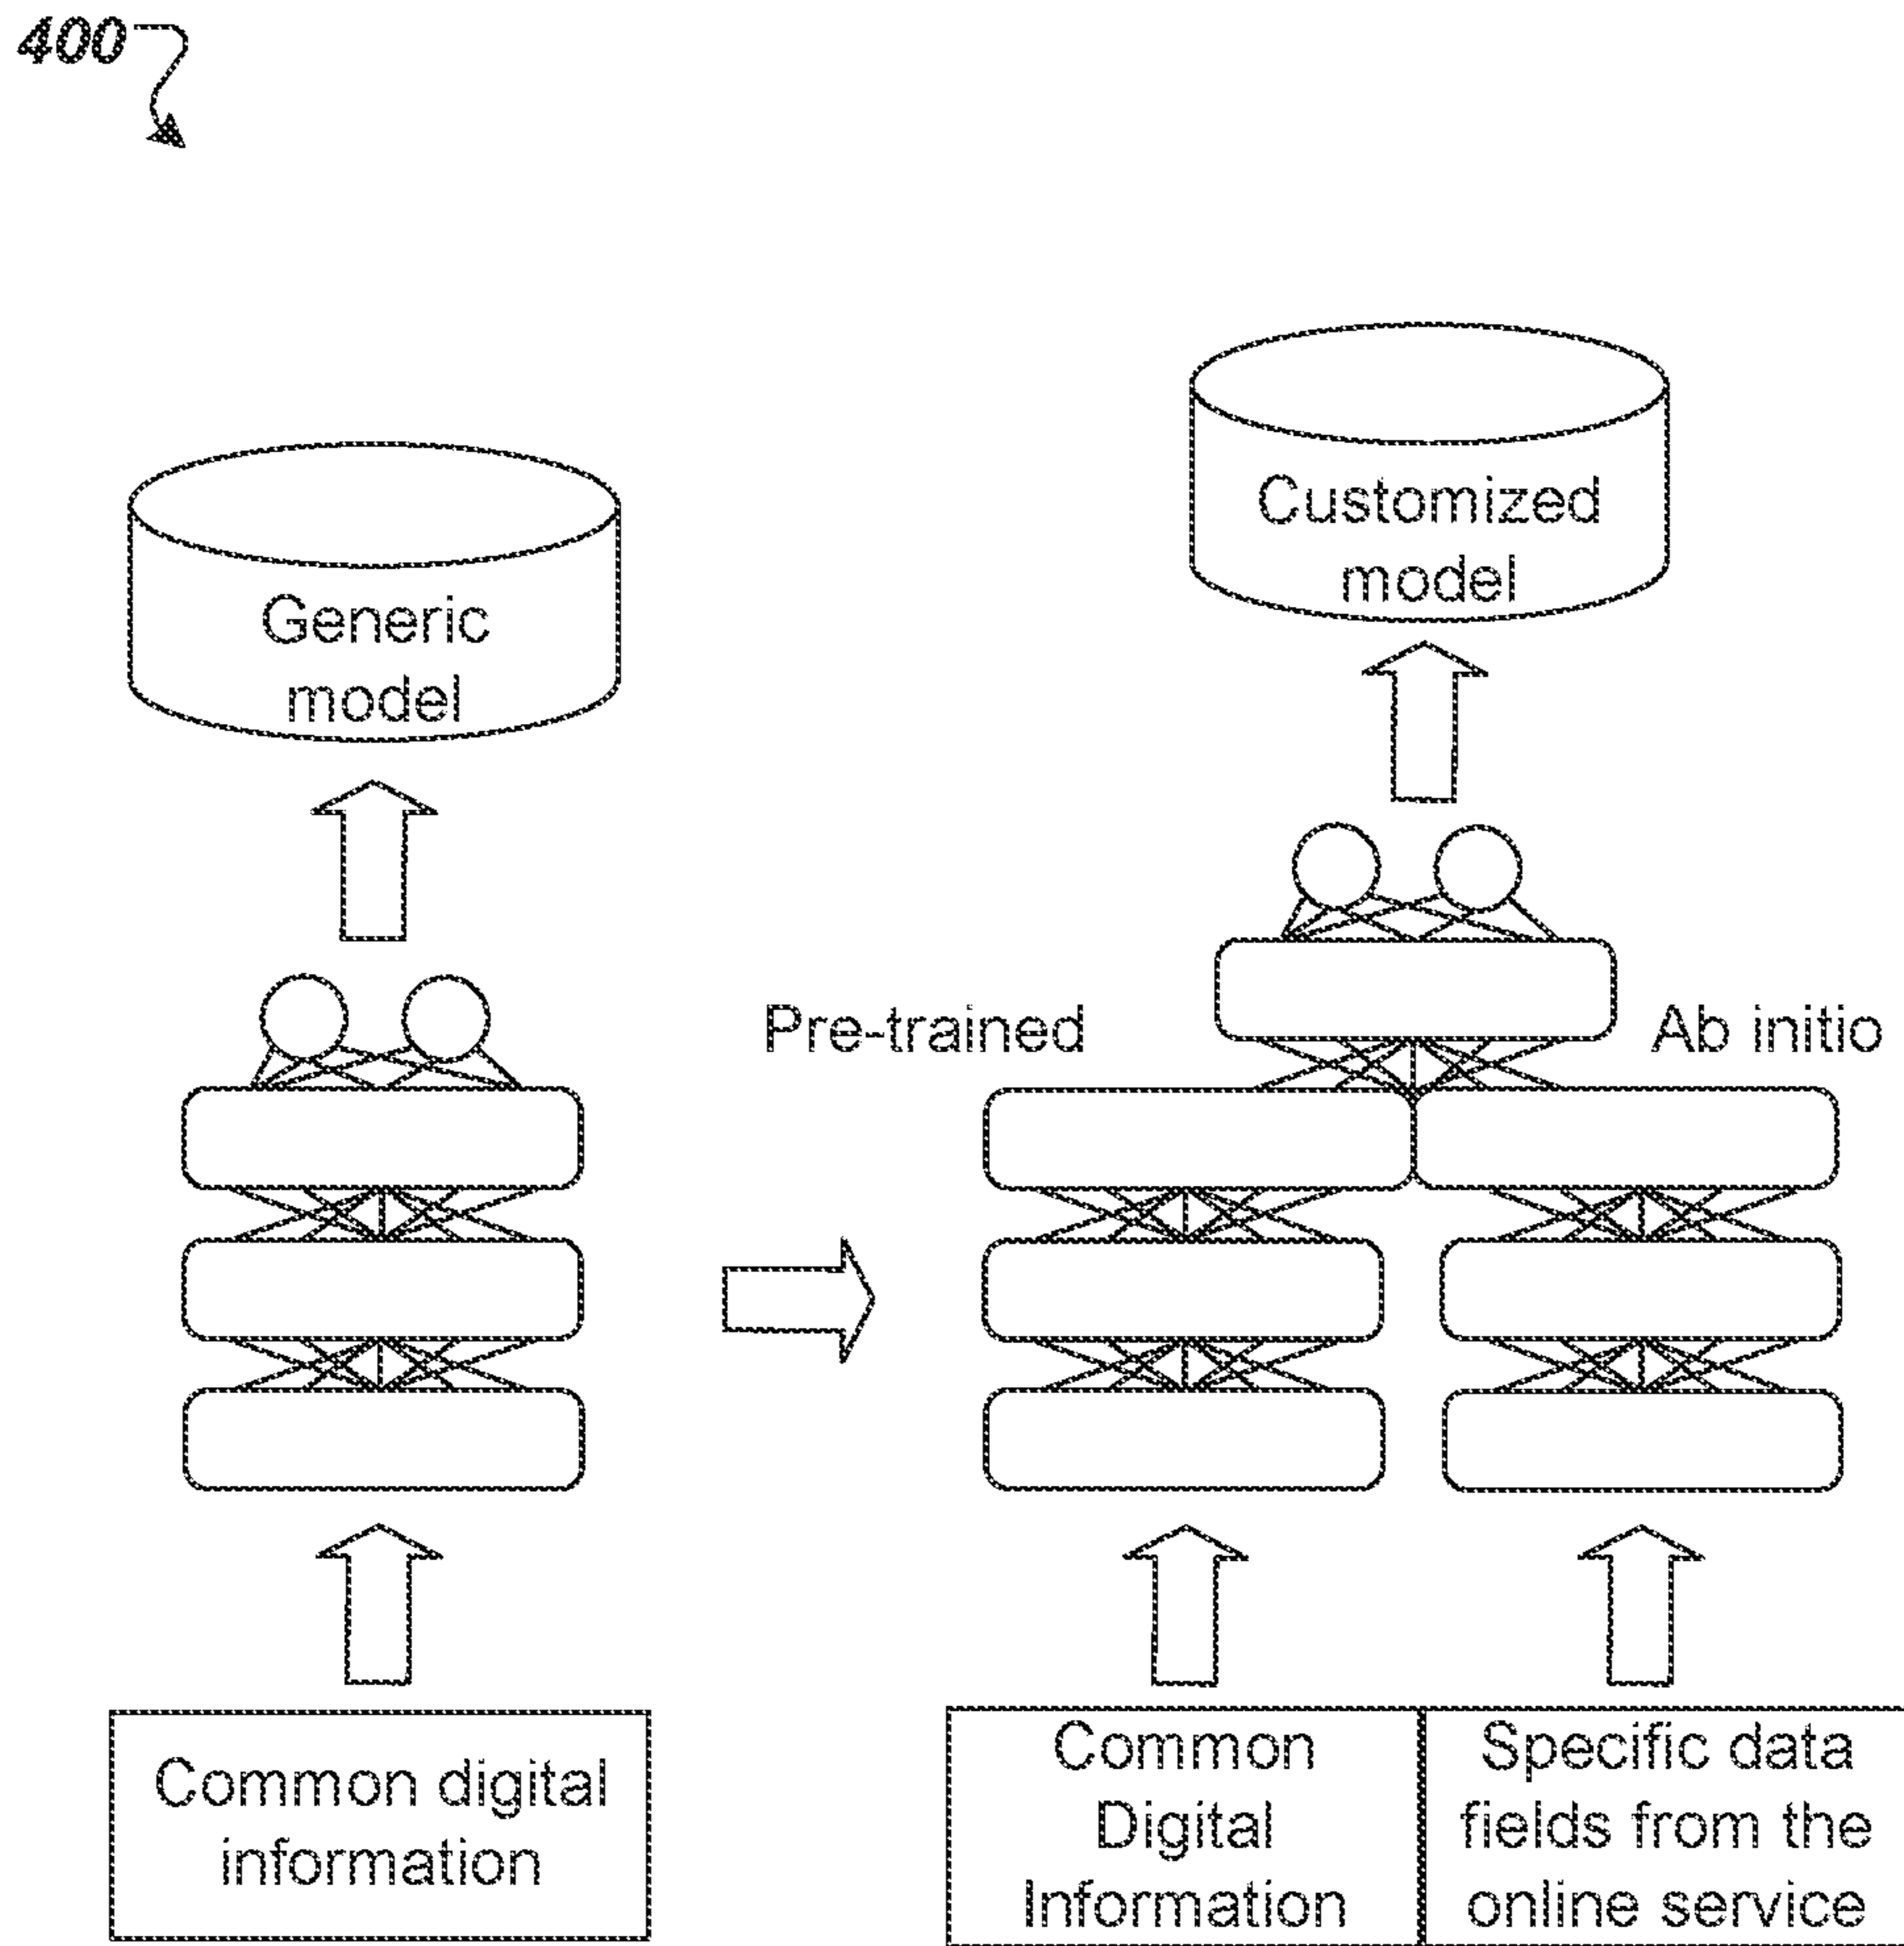 400
Generic
model
Customized
model
Pre-trained
Ab initio
Common digital
information
Common
Digital
Information
Specific data
fields from the
online service